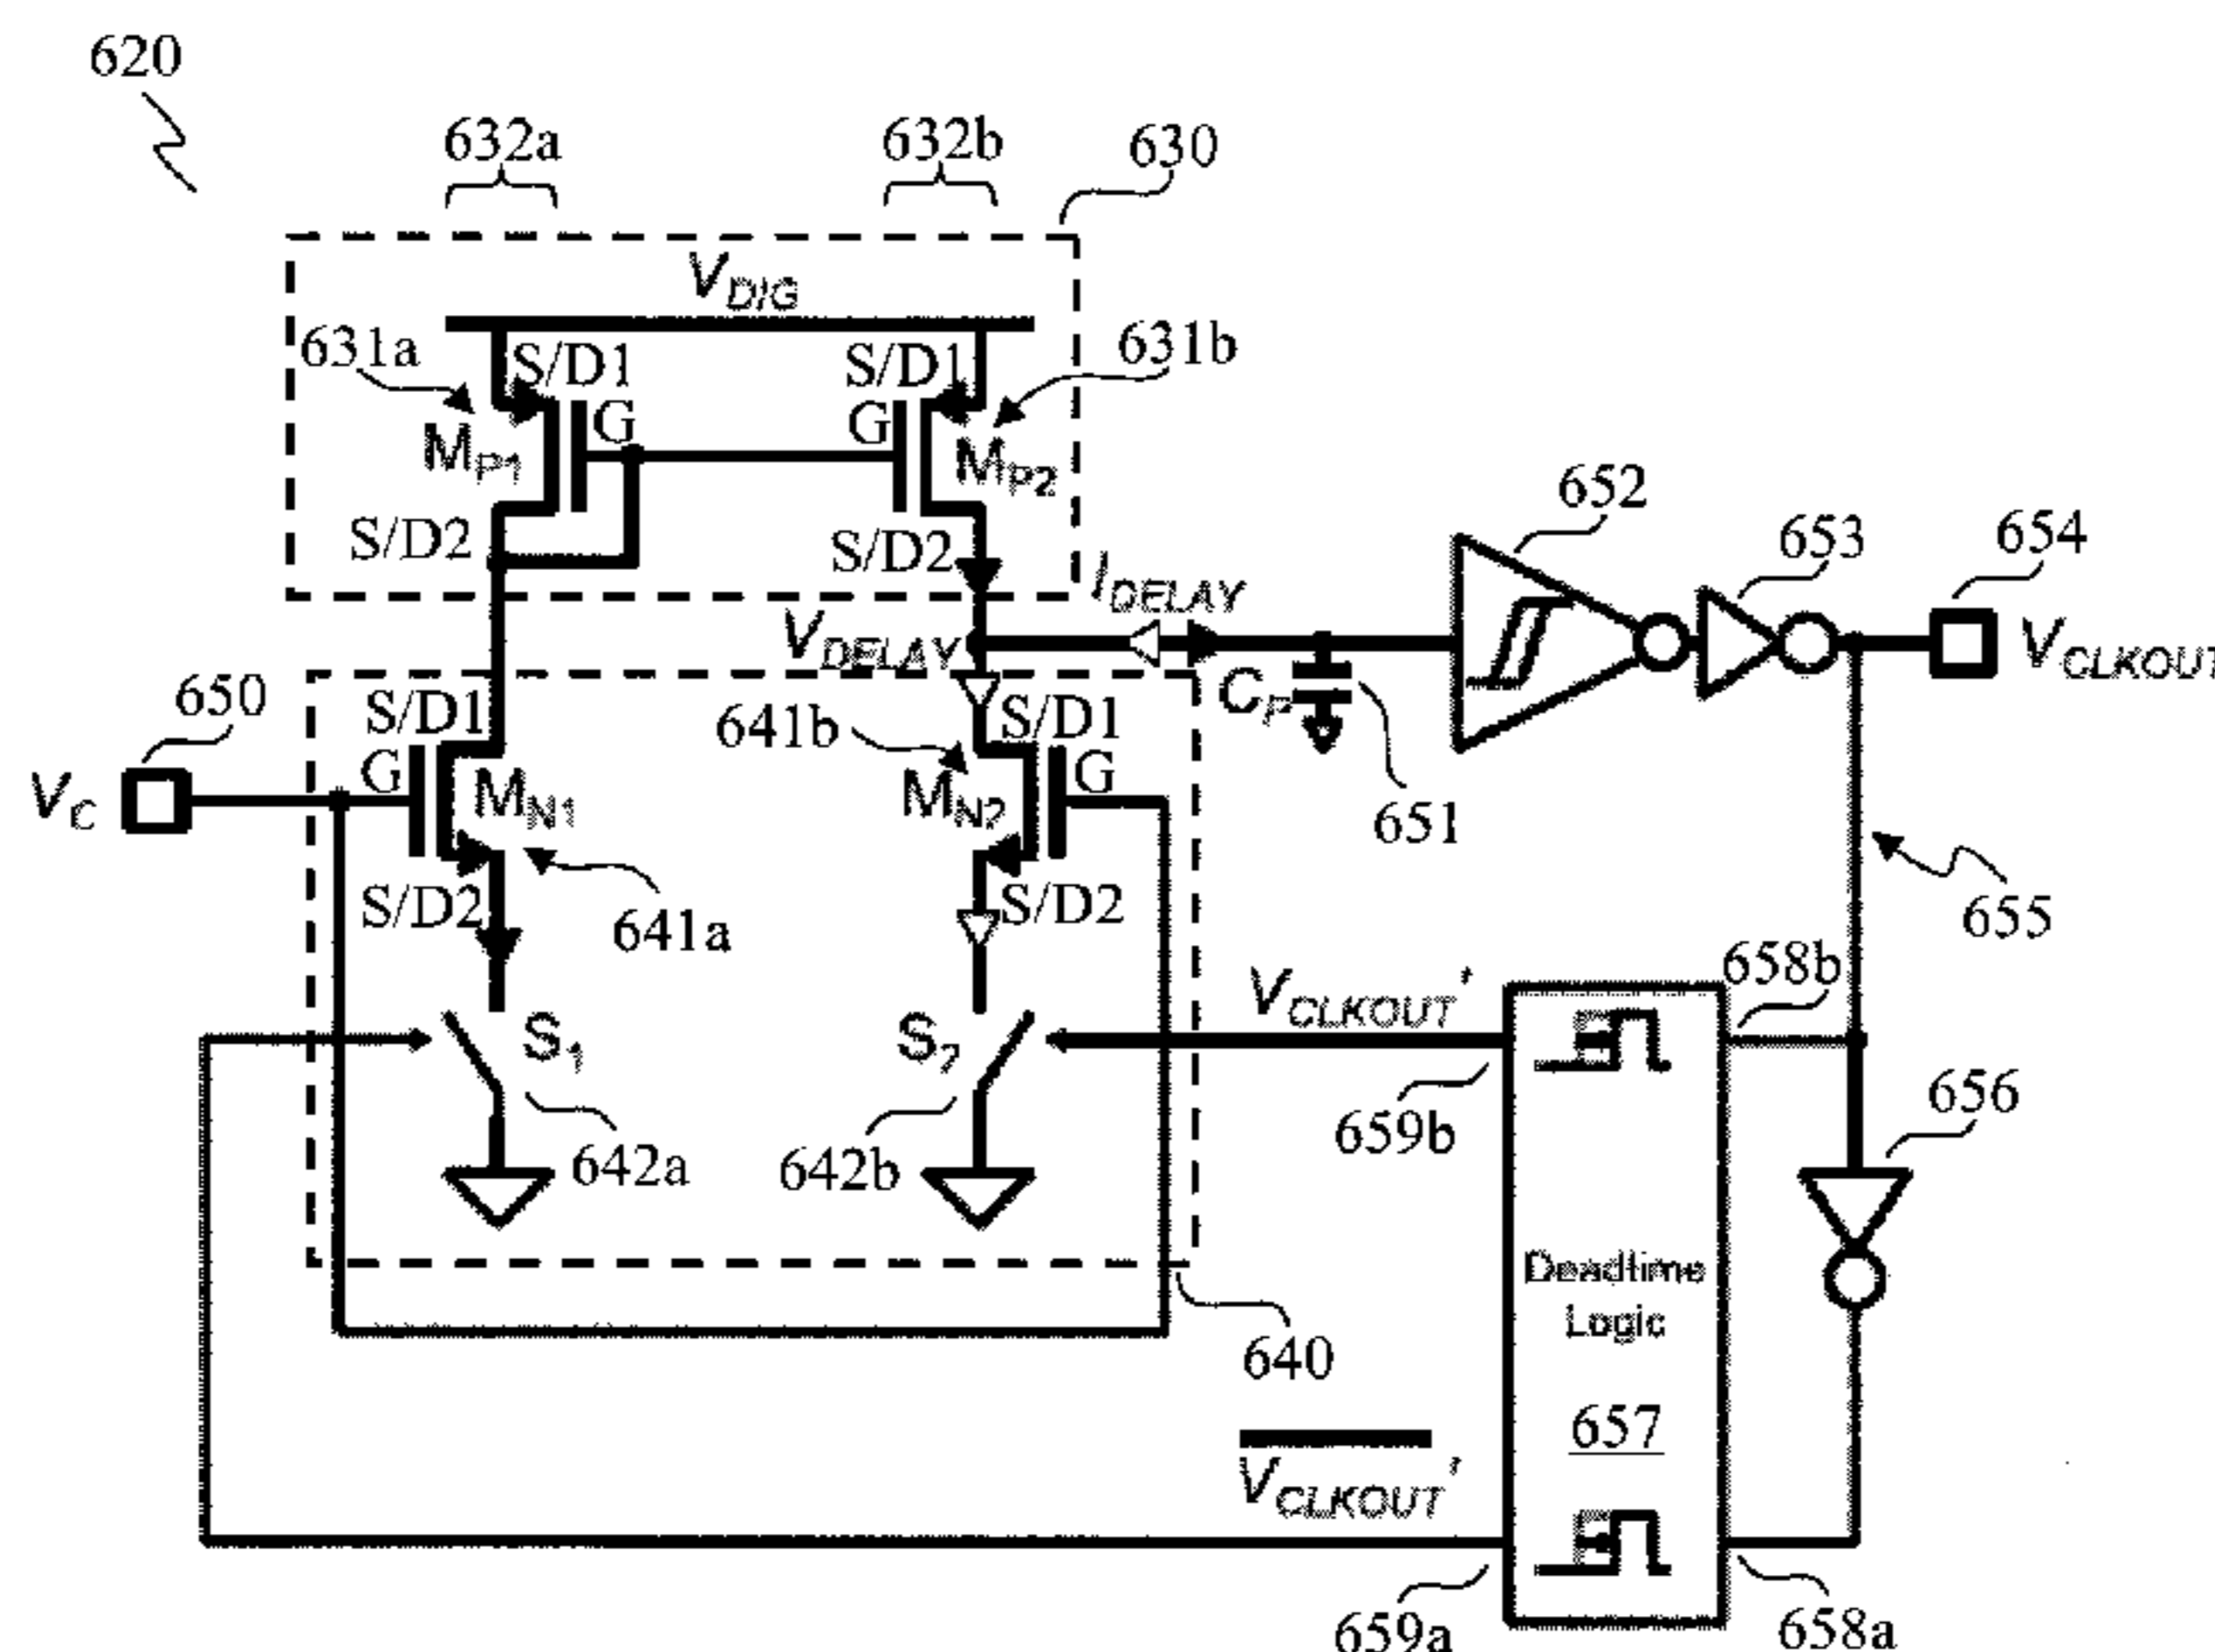 620
632a
632b
630
V_DIG
631a
S/D1
S/D1
631b
G
G
M_P1
M_P2
S/D2
S/D2
652
653
654
I_DELAY
V_DELAY
V_CLKOUT
650
S/D1
641b
S/D1
C_P
651
V_C
G
M_N1
M_N2
G
S/D2
641a
S/D2
655
658b
V_CLKOUT'
S_1
S_2
656
659b
642a
642b
Deadtime
Logic
640
657
V_CLKOUT'
659a
658a